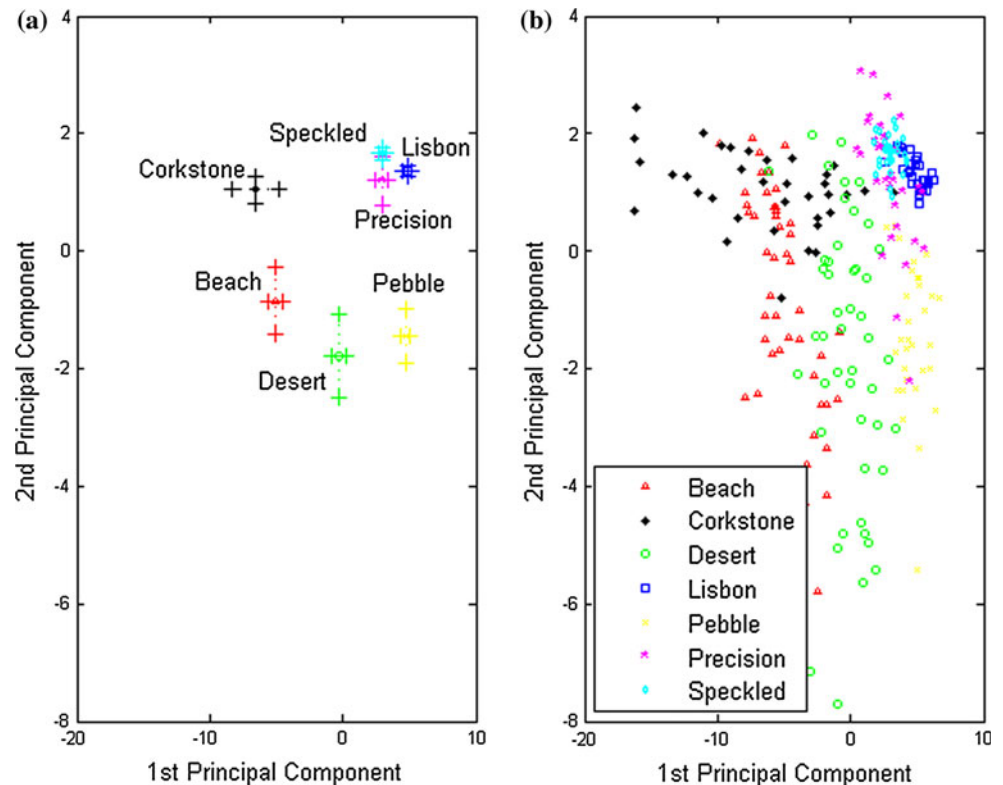 (a)
4
2
0
-2
-4
-6
-8
-20
-10
0
10
2nd Principal Component
1st Principal Component
Speckled
Lisbon
Corkstone
Precision
Beach
Pebble
Desert
(b)
4
2
0
-2
-4
-6
-8
-20
-10
0
10
2nd Principal Component
1st Principal Component
Beach
Corkstone
Desert
Lisbon
Pebble
Precision
Speckled